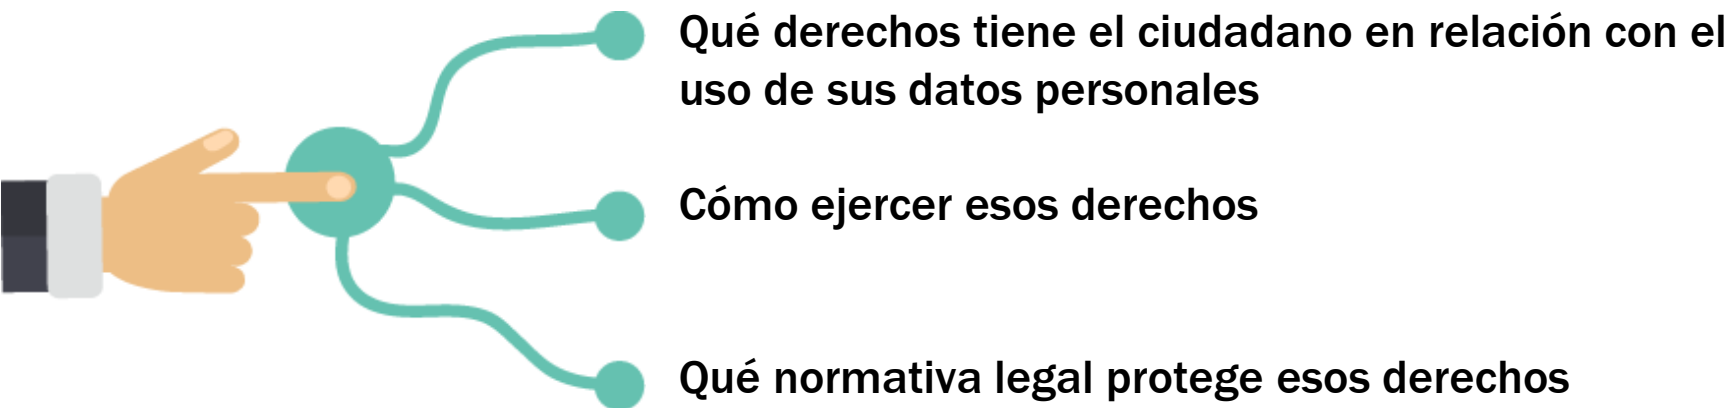 Qué derechos tiene el ciudadano en relación con el
uso de sus datos personales
Cómo ejercer esos derechos
Qué normativa legal protege esos derechos